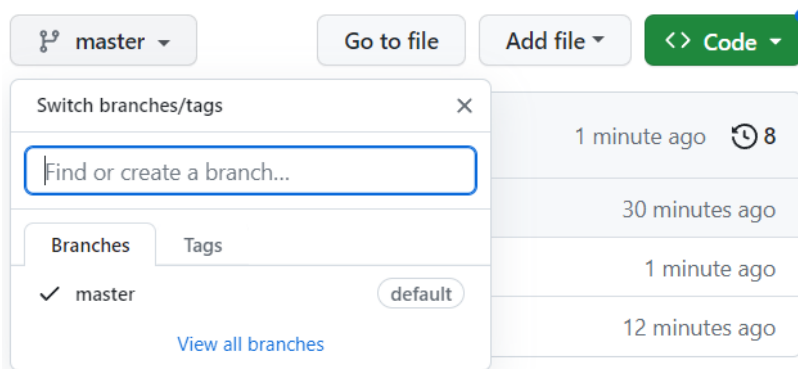 master
Go to file
Add file
Code
Switch branches/tags
Find or create a branch...
Branches
Tags
master
default
View all branches
1 minute ago
8
30 minutes ago
1 minute ago
12 minutes ago